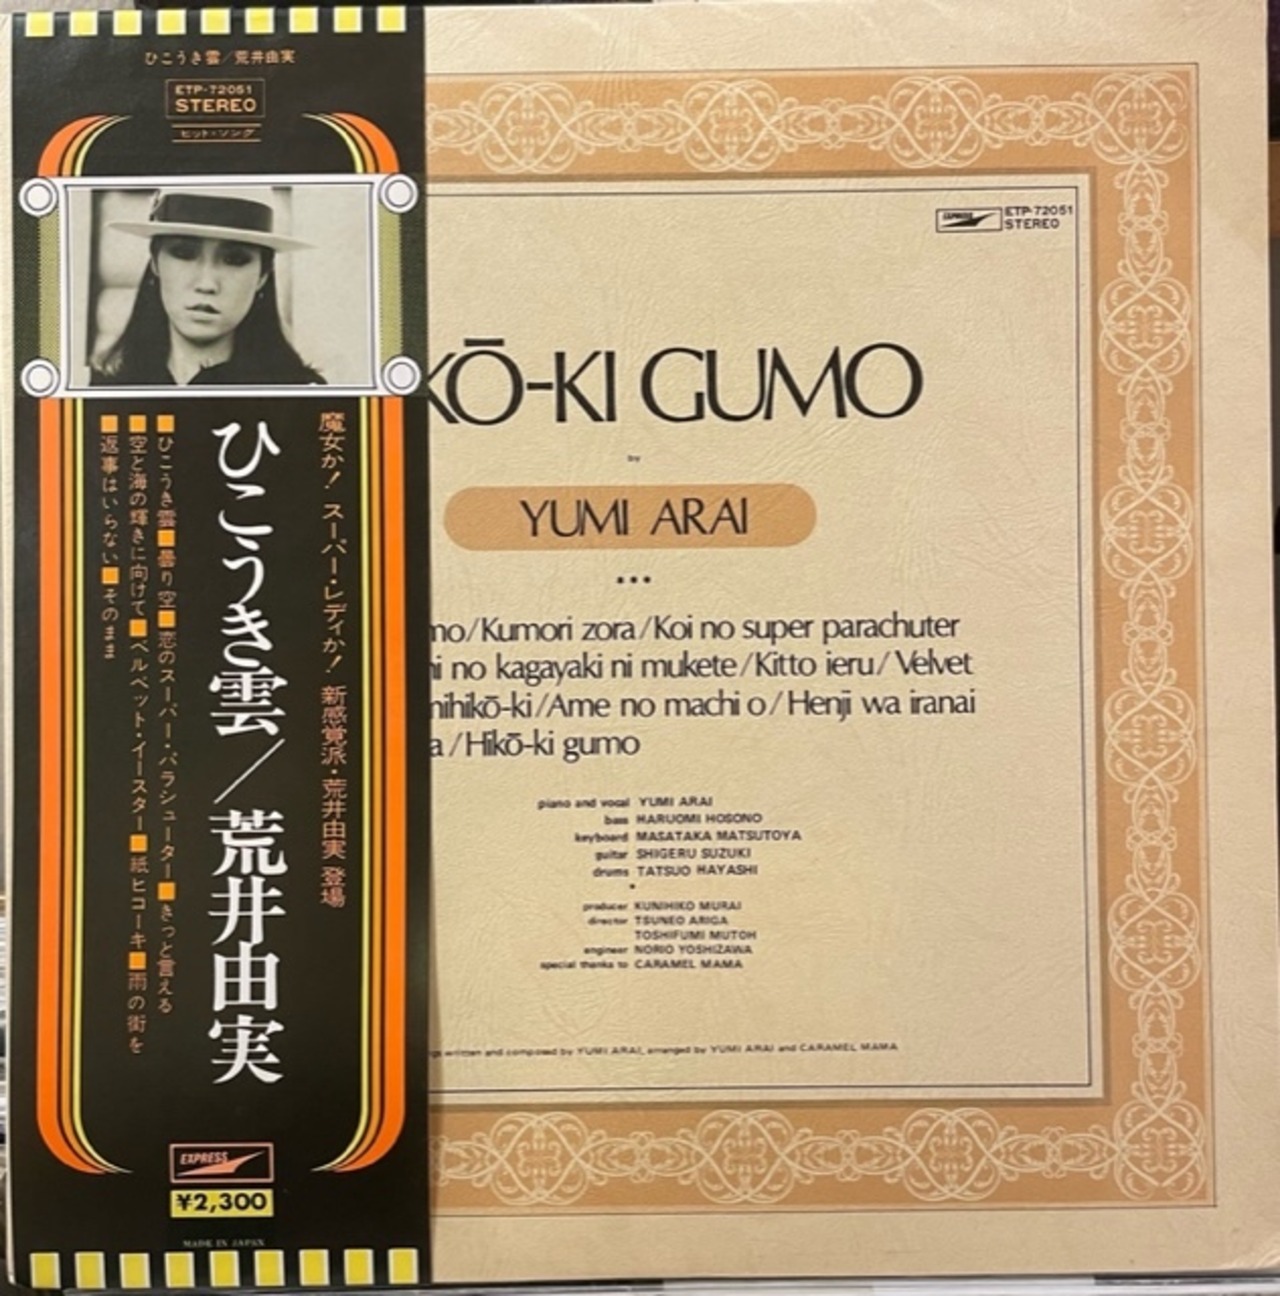 ひこうき雲／荒井由実
ETP-72051
STEREO
ヒット・ソング
魔女か！スーパー・レディか！新感覚派・荒井由実 登場
ひこうき雲／荒井由実
■ひこうき雲■曇り空■恋のスーパー・パラシューター■きっと言える
■空と海の輝きに向けて■ベルベット・イースター■紙ヒコーキ■雨の街を
■返事はいらない■そのまま
EXPRESS
¥2,300
MADE IN JAPAN
EXPRESS
ETP-72051
STEREO
KŌ-KI GUMO
by
YUMI ARAI
mo/Kumori zora/Koi no super parachuter
ni no kagayaki ni mukete/Kitto ieru/Velvet
mihikō-ki/Ame no machi o/Henji wa iranai
a/Hikō-ki gumo
piano and vocal YUMI ARAI
bass HARUOMI HOSONO
keyboard MASATAKA MATSUTOYA
guitar SHIGERU SUZUKI
drums TATSUO HAYASHI
producer KUNIHIKO MURAI
director TSUNEO ARIGA
TOSHIFUMI MUTOH
engineer NORIO YOSHIZAWA
special thanks to CARAMEL MAMA
written and composed by YUMI ARAI, arranged by YUMI ARAI and CARAMEL MAMA